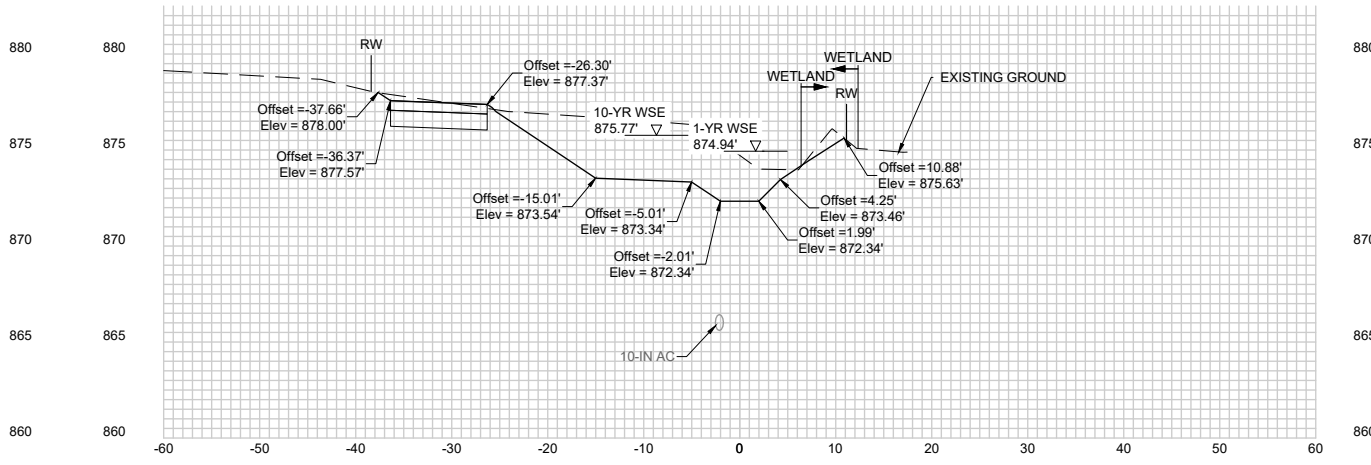 880 880 880
875 875 875
870 870 870
865 865 865
860 860 860
RW
Offset =-26.30'
Elev = 877.37'
Offset =-37.66'
Elev = 878.00'
10-YR WSE
875.77'
1-YR WSE
874.94'
WETLAND
WETLAND
RW
EXISTING GROUND
Offset =-36.37'
Elev = 877.57'
Offset =-15.01'
Elev = 873.54'
Offset =-5.01'
Elev = 873.34'
Offset =-2.01'
Elev = 872.34'
Offset =10.88'
Elev = 875.63'
Offset =4.25'
Elev = 873.46'
Offset =1.99'
Elev = 872.34'
10-IN AC
-60 -50 -40 -30 -20 -10 0 10 20 30 40 50 60